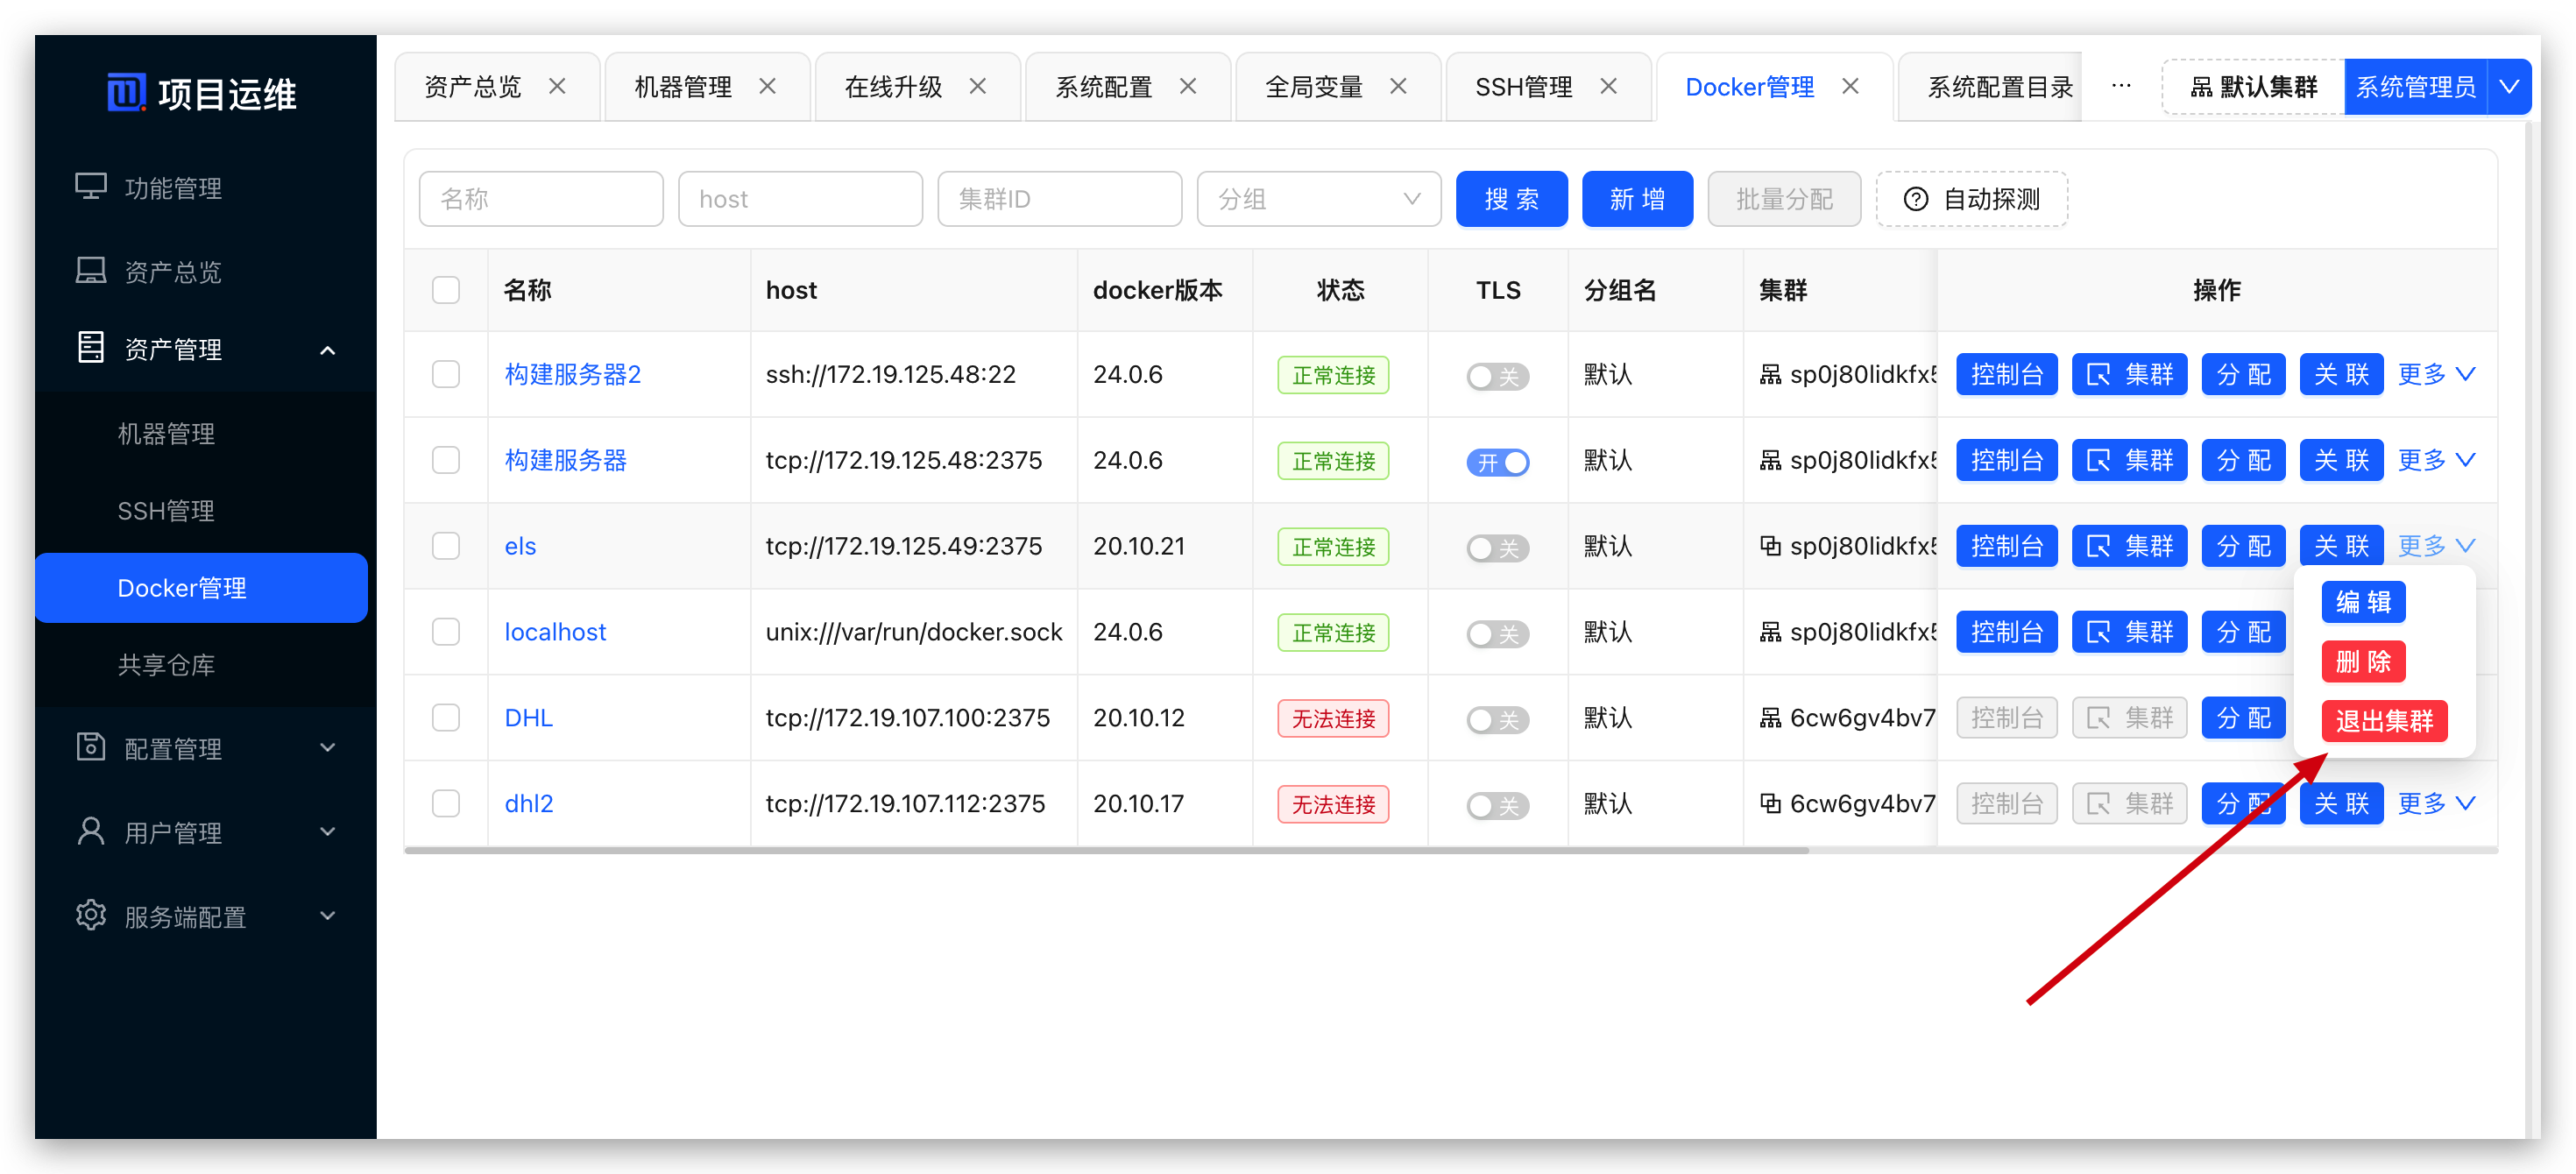 项目运维
功能管理
资产总览
资产管理
机器管理
SSH管理
Docker管理
共享仓库
配置管理
用户管理
服务端配置
资产总览 机器管理 在线升级 系统配置 全局变量 SSH管理 Docker管理 系统配置目录 ··· 默认集群 系统管理员
名称 host 集群ID 分组 搜 索 新 增 批量分配 自动探测
名称 host docker版本 状态 TLS 分组名 集群 操作
构建服务器2 ssh://172.19.125.48:22 24.0.6 正常连接 关 默认 sp0j80lidkfx5 控制台 集群 分 配 关 联 更多
构建服务器 tcp://172.19.125.48:2375 24.0.6 正常连接 开 默认 sp0j80lidkfx5 控制台 集群 分 配 关 联 更多
els tcp://172.19.125.49:2375 20.10.21 正常连接 关 默认 sp0j80lidkfx5 控制台 集群 分 配 关 联 更多
localhost unix:///var/run/docker.sock 24.0.6 正常连接 关 默认 sp0j80lidkfx5 控制台 集群 分 配
DHL tcp://172.19.107.100:2375 20.10.12 无法连接 关 默认 6cw6gv4bv7 控制台 集群 分 配
dhl2 tcp://172.19.107.112:2375 20.10.17 无法连接 关 默认 6cw6gv4bv7 控制台 集群 分 配 关 联 更多
编 辑
删 除
退出集群